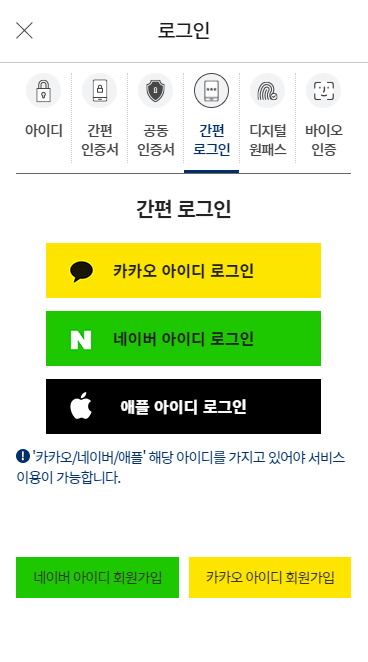 로그인
아이디
간편
인증서
공동
인증서
간편
로그인
디지털
원패스
바이오
인증
간편 로그인
카카오 아이디 로그인
N 네이버 아이디 로그인
애플 아이디 로그인
'카카오/네이버/애플' 해당 아이디를 가지고 있어야 서비스
이용이 가능합니다.
네이버 아이디 회원가입
카카오 아이디 회원가입